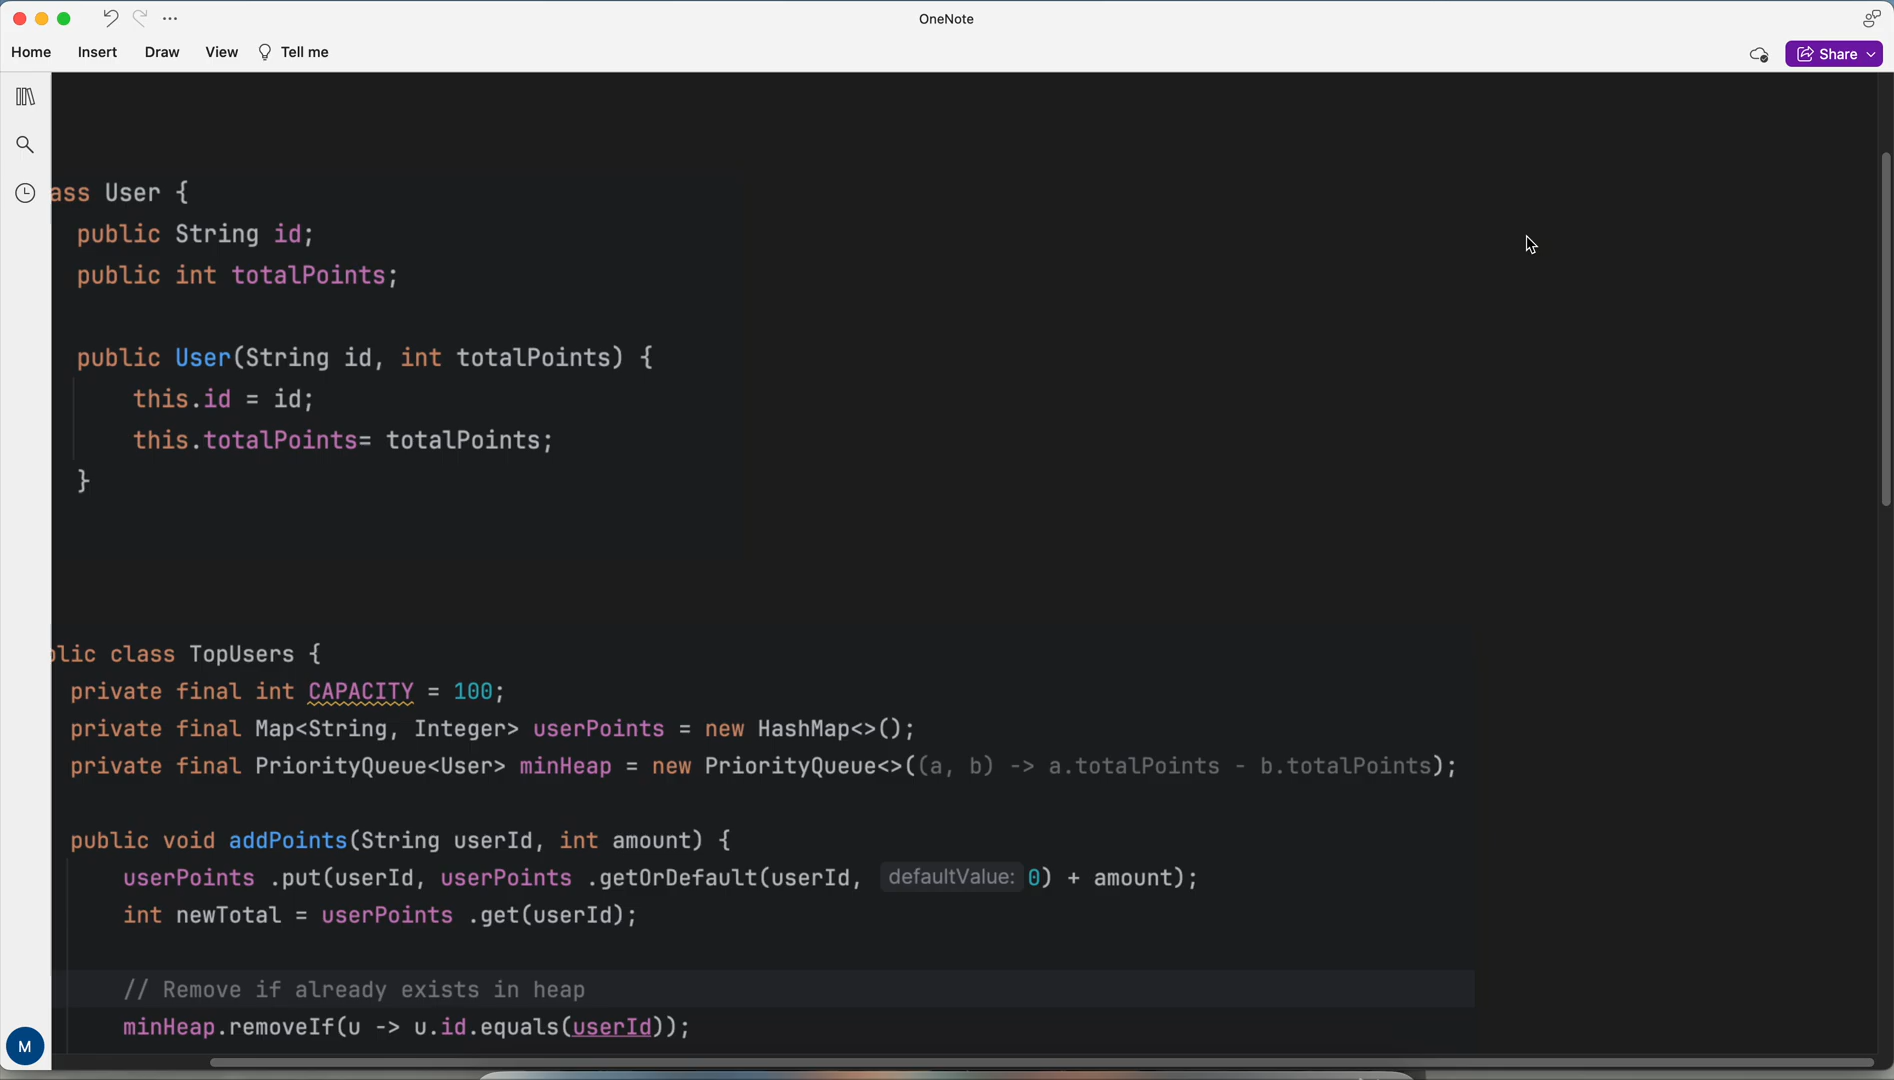 OneNote
Home Insert Draw View Tell me
Share
ass User {
public String id;
public int totalPoints;
public User(String id, int totalPoints) {
this.id = id;
this.totalPoints= totalPoints;
}
lic class TopUsers {
private final int CAPACITY = 100;
private final Map<String, Integer> userPoints = new HashMap<>();
private final PriorityQueue<User> minHeap = new PriorityQueue<>((a, b) -> a.totalPoints - b.totalPoints);
public void addPoints(String userId, int amount) {
userPoints .put(userId, userPoints .getOrDefault(userId, defaultValue: 0) + amount);
int newTotal = userPoints .get(userId);
// Remove if already exists in heap
minHeap.removeIf(u -> u.id.equals(userId));
M